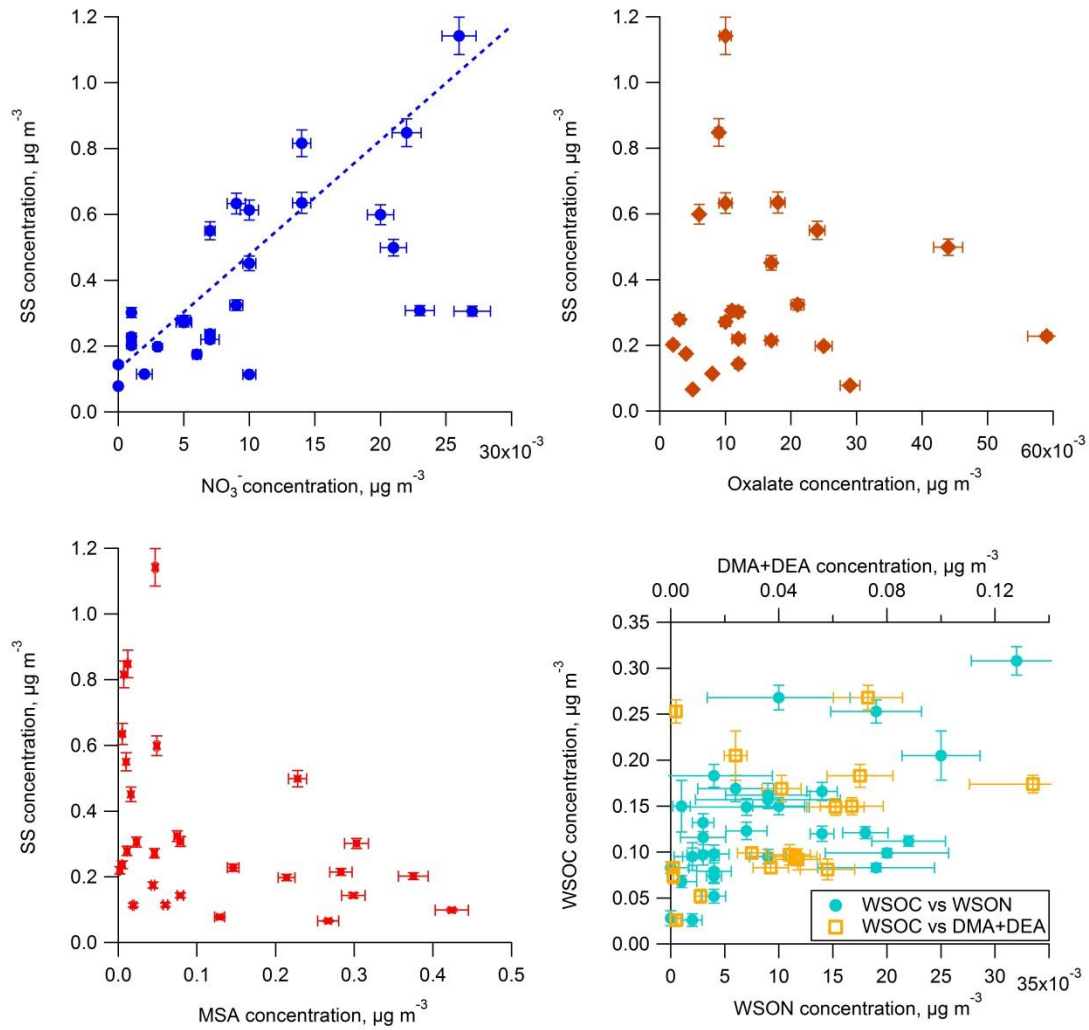 SS concentration, µg m⁻³
1.2
1.0
0.8
0.6
0.4
0.2
0.0
0 5 10 15 20 25 30x10⁻³
NO₃⁻ concentration, µg m⁻³
SS concentration, µg m⁻³
1.2
1.0
0.8
0.6
0.4
0.2
0.0
0 10 20 30 40 50 60x10⁻³
Oxalate concentration, µg m⁻³
SS concentration, µg m⁻³
1.2
1.0
0.8
0.6
0.4
0.2
0.0
0.0 0.1 0.2 0.3 0.4 0.5
MSA concentration, µg m⁻³
DMA+DEA concentration, µg m⁻³
0.00 0.04 0.08 0.12
WSOC concentration, µg m⁻³
0.35
0.30
0.25
0.20
0.15
0.10
0.05
0.00
WSOC vs WSON
WSOC vs DMA+DEA
0 5 10 15 20 25 30 35x10⁻³
WSON concentration, µg m⁻³